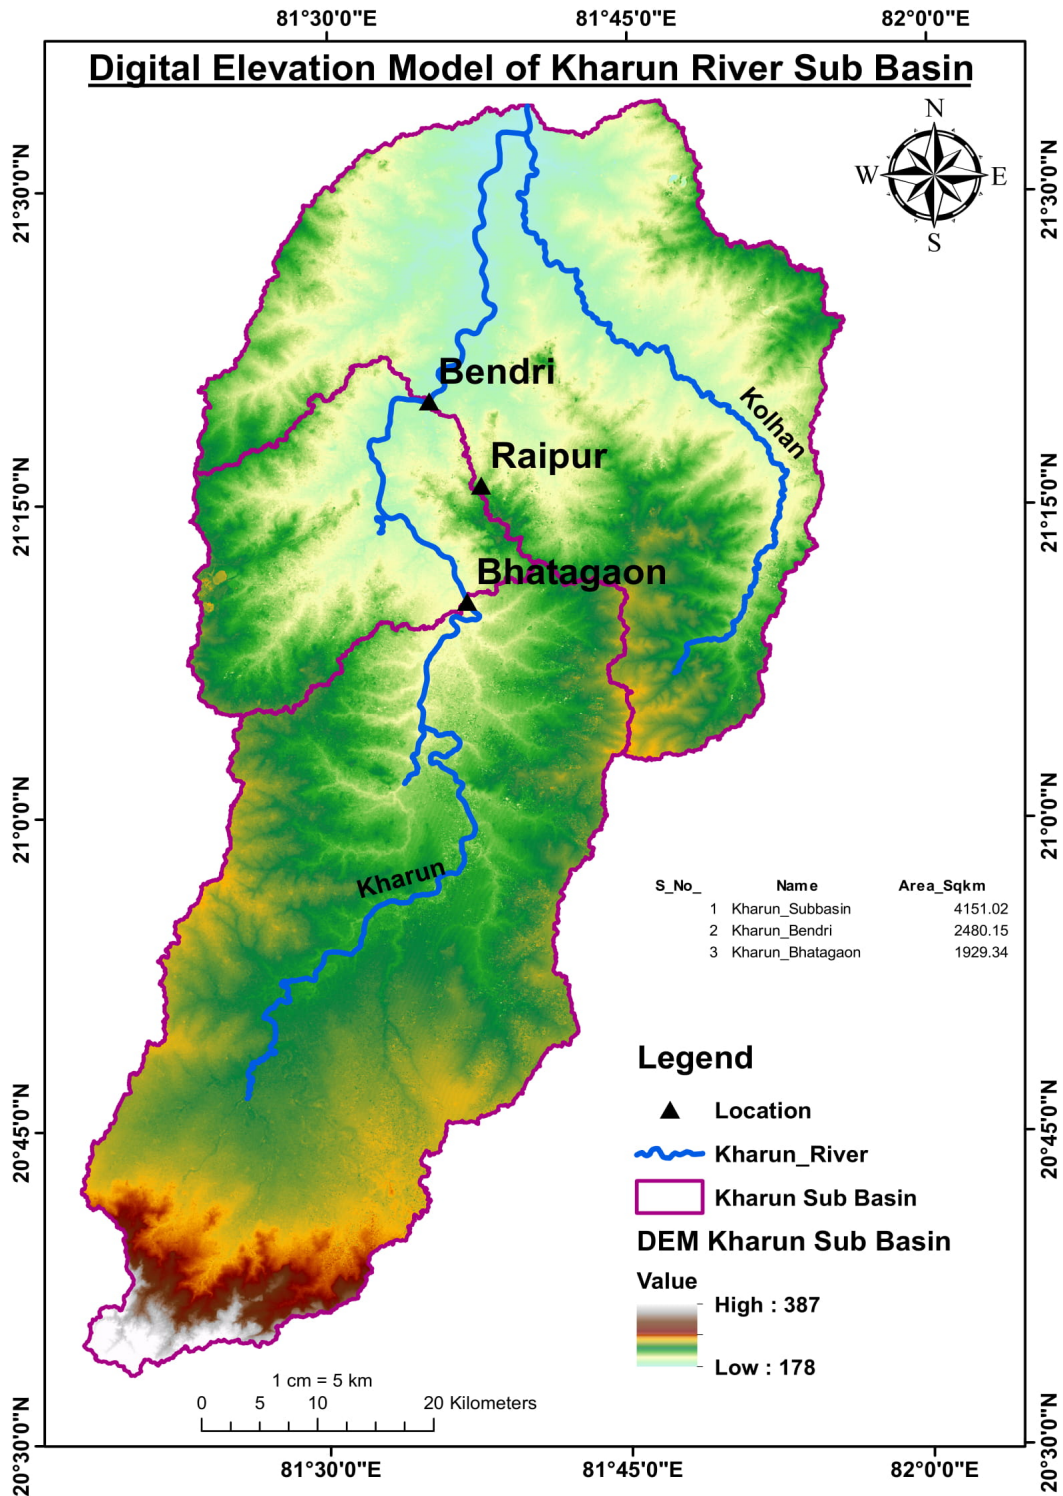 81°30'0"E 81°45'0"E 82°0'0"E
Digital Elevation Model of Kharun River Sub Basin
N
W E
S
21°30'0"N 21°30'0"N
Bendri
Kolhan
Raipur
21°15'0"N 21°15'0"N
Bhatagaon
21°0'0"N 21°0'0"N
Kharun
S_No_ Name Area_Sqkm
1 Kharun_Subbasin 4151.02
2 Kharun_Bendri 2480.15
3 Kharun_Bhatagaon 1929.34
Legend
Location
20°45'0"N 20°45'0"N
Kharun_River
Kharun Sub Basin
DEM Kharun Sub Basin
Value
High : 387
Low : 178
1 cm = 5 km
0 5 10 20 Kilometers
20°30'0"N 20°30'0"N
81°30'0"E 81°45'0"E 82°0'0"E